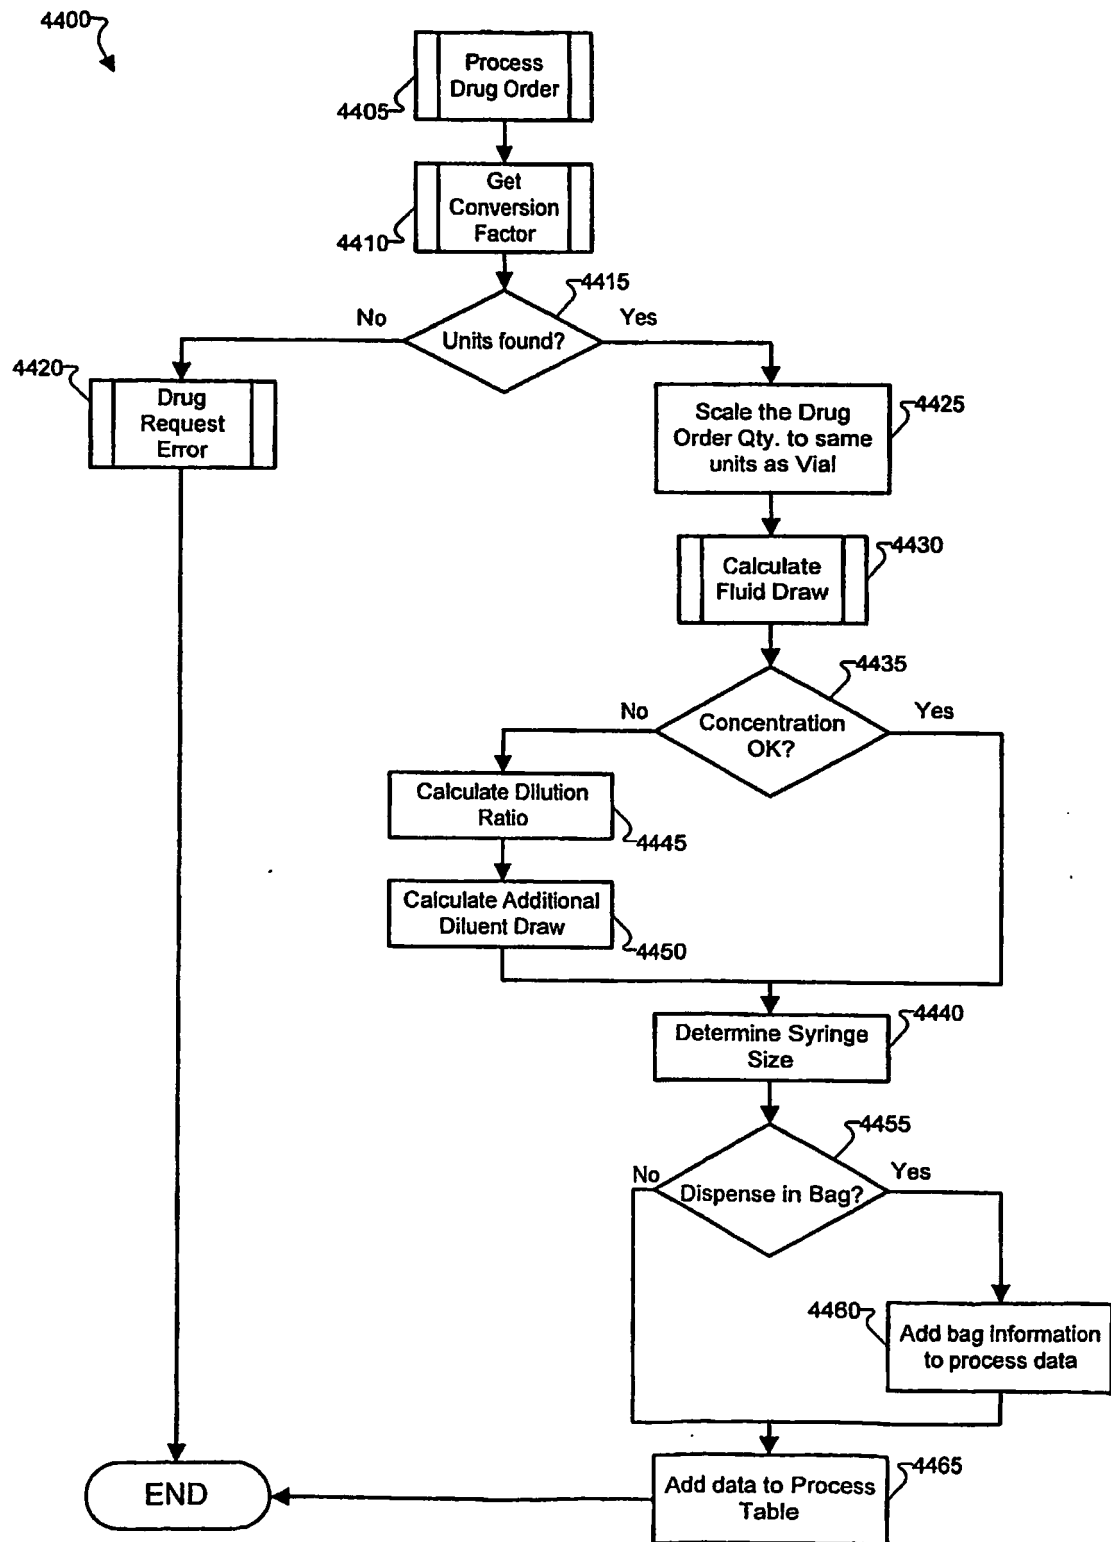 4400
Process
Drug Order
4405
Get
Conversion
Factor
4410
4415
No
Units found?
Yes
4420
Drug
Request
Error
Scale the Drug
Order Qty. to same
units as Vial
4425
Calculate
Fluid Draw
4430
4435
No
Concentration
OK?
Yes
Calculate Dilution
Ratio
4445
Calculate Additional
Diluent Draw
4450
Determine Syringe
Size
4440
4455
No
Dispense in Bag?
Yes
4460
Add bag information
to process data
Add data to Process
Table
4465
END